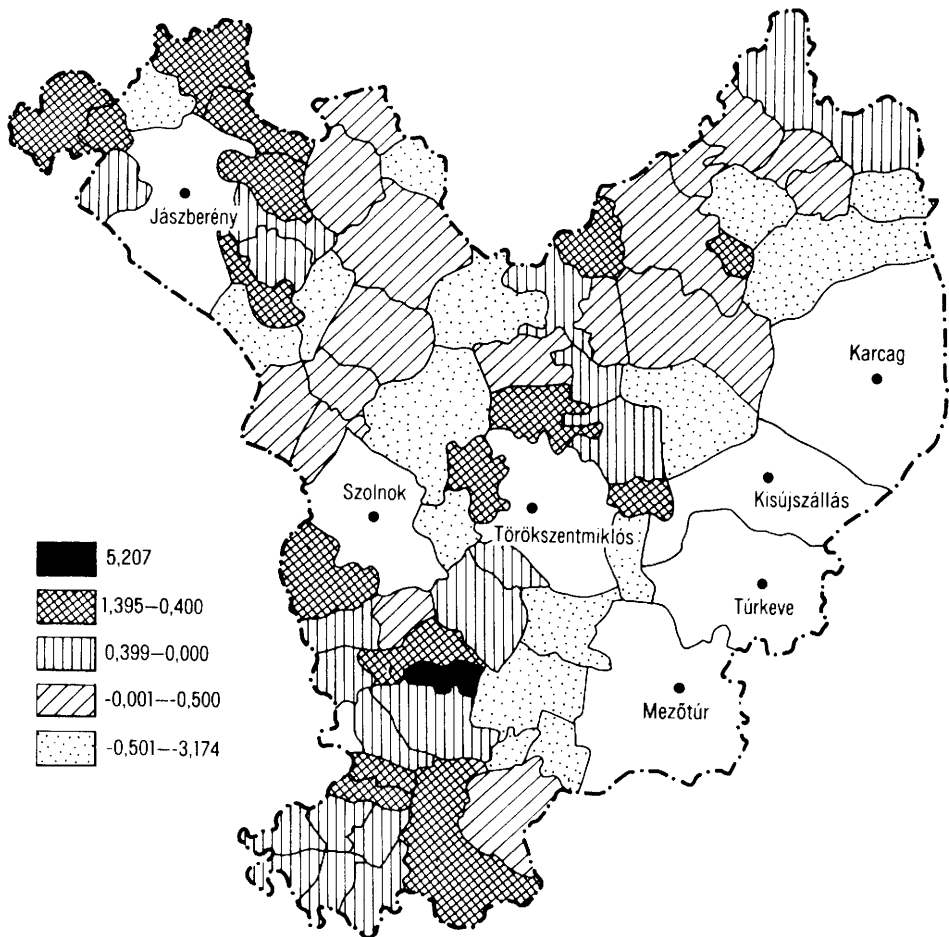 Jászberény
Karcag
Szolnok
Kisújszállás
Törökszentmiklós
Túrkeve
Mezőtúr
5,207
1,395—0,400
0,399—0,000
-0,001—-0,500
-0,501—-3,174